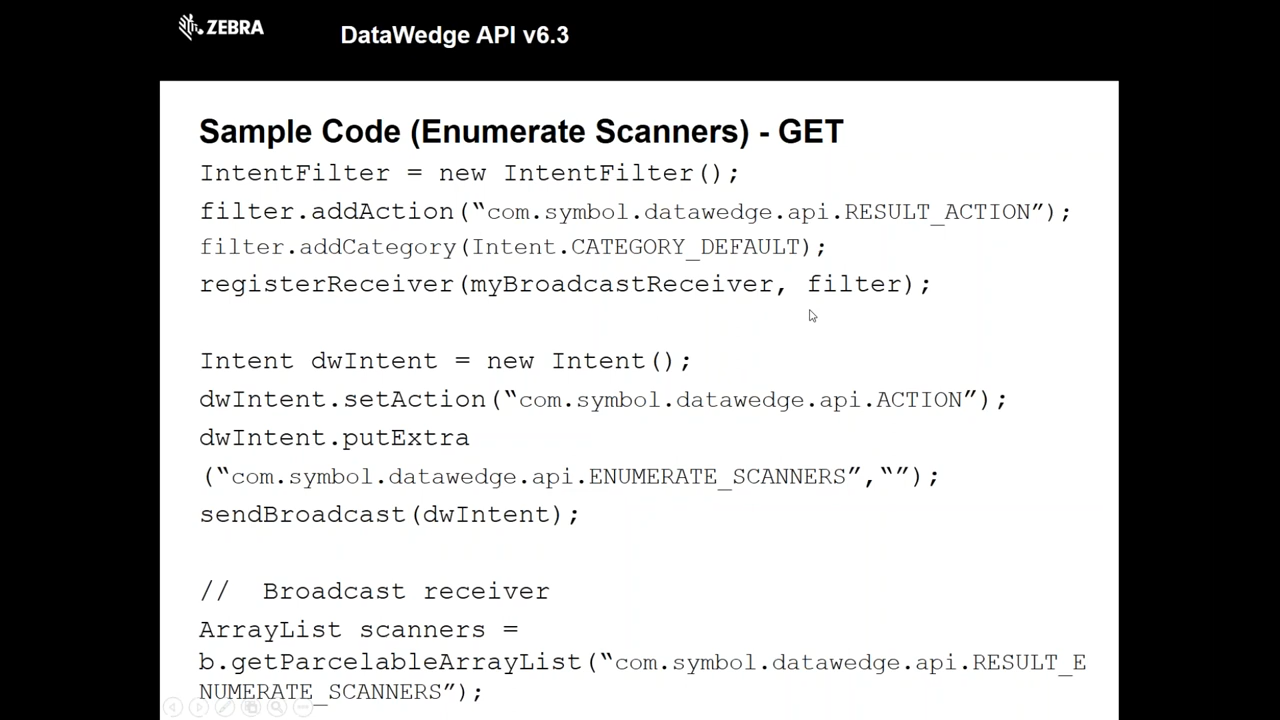 ZEBRA
DataWedge API v6.3
Sample Code (Enumerate Scanners) - GET
IntentFilter = new IntentFilter();
filter.addAction(“com.symbol.datawedge.api.RESULT_ACTION”);
filter.addCategory(Intent.CATEGORY_DEFAULT);
registerReceiver(myBroadcastReceiver, filter);
Intent dwIntent = new Intent();
dwIntent.setAction(“com.symbol.datawedge.api.ACTION”);
dwIntent.putExtra
(“com.symbol.datawedge.api.ENUMERATE_SCANNERS”,“”);
sendBroadcast(dwIntent);
// Broadcast receiver
ArrayList scanners =
b.getParcelableArrayList(“com.symbol.datawedge.api.RESULT_E
NUMERATE_SCANNERS”);